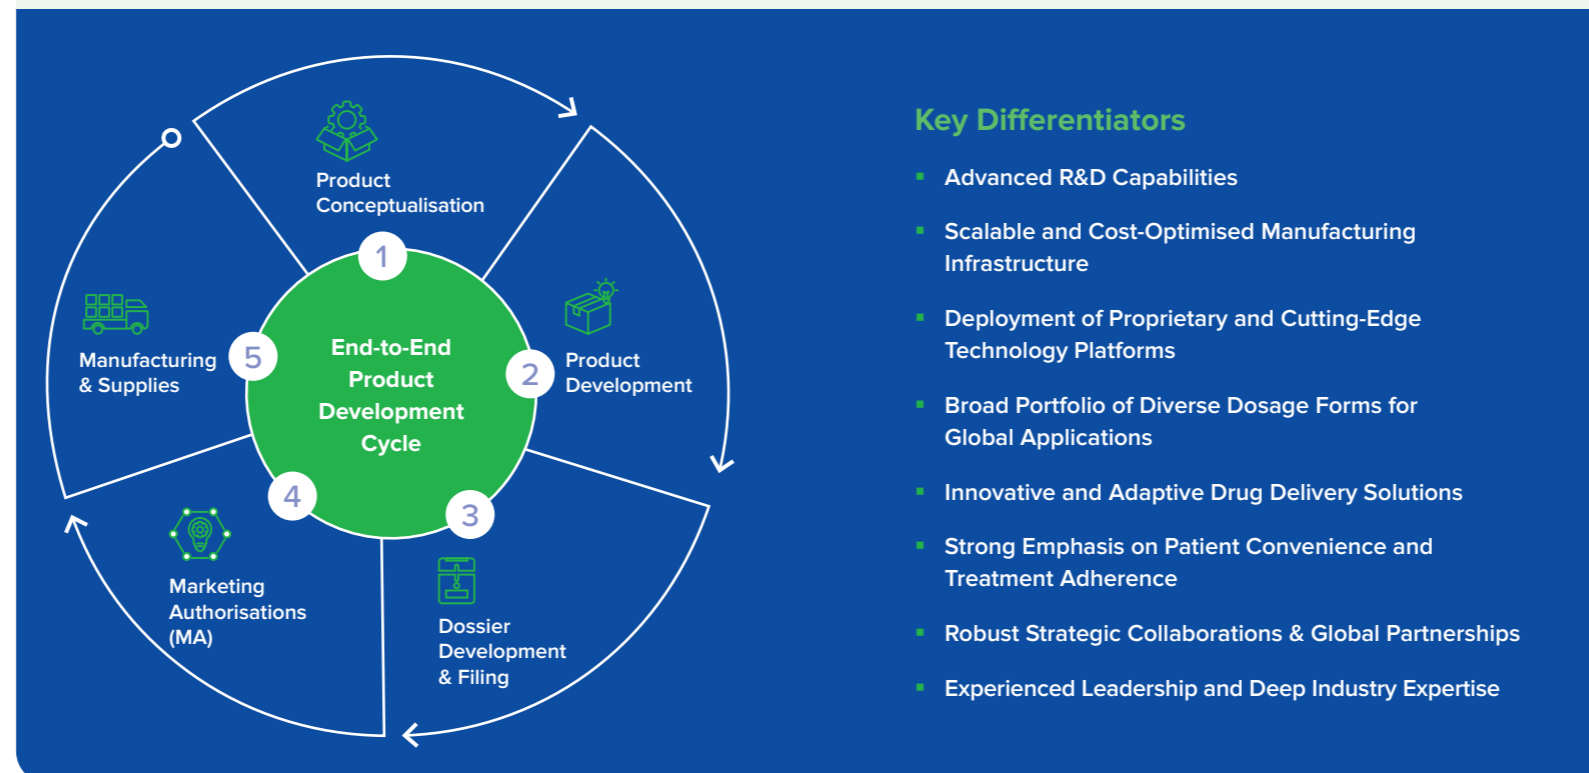 Product
Conceptualisation
1
Manufacturing
& Supplies
5
End-to-End
Product
Development
Cycle
2
Product
Development
4
3
Marketing
Authorisations
(MA)
Dossier
Development
& Filing
Key Differentiators
Advanced R&D Capabilities
Scalable and Cost-Optimised Manufacturing
Infrastructure
Deployment of Proprietary and Cutting-Edge
Technology Platforms
Broad Portfolio of Diverse Dosage Forms for
Global Applications
Innovative and Adaptive Drug Delivery Solutions
Strong Emphasis on Patient Convenience and
Treatment Adherence
Robust Strategic Collaborations & Global Partnerships
Experienced Leadership and Deep Industry Expertise